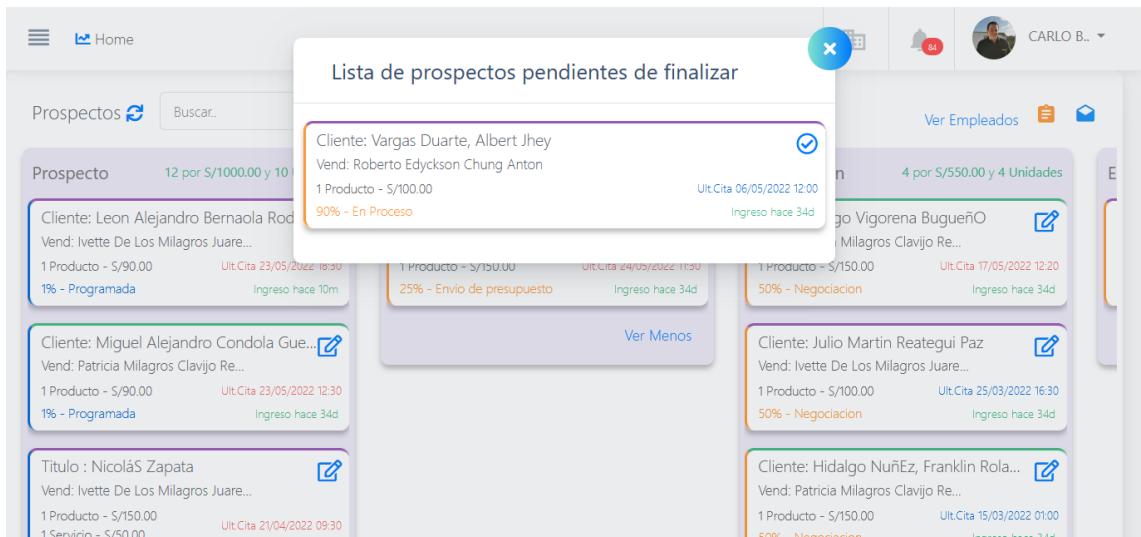 Home
84
CARLO B..
Lista de prospectos pendientes de finalizar
Cliente: Vargas Duarte, Albert Jhey
Vend: Roberto Edyckson Chung Anton
1 Producto - S/100.00
Ult.Cita 06/05/2022 12:00
90% - En Proceso
Ingreso hace 34d
Prospectos
Buscar..
Ver Empleados
Prospecto
12 por S/1000.00 y 10
Cliente: Leon Alejandro Bernaola Rod
Vend: Ivette De Los Milagros Juare...
1 Producto - S/90.00
Ult.Cita 23/05/2022 18:30
1% - Programada
Ingreso hace 10m
Cliente: Miguel Alejandro Condola Gue...
Vend: Patricia Milagros Clavijo Re...
1 Producto - S/90.00
Ult.Cita 23/05/2022 12:30
1% - Programada
Ingreso hace 34d
Titulo : NicoláS Zapata
Vend: Ivette De Los Milagros Juare...
1 Producto - S/150.00
1 Servicio - S/50.00
Ult.Cita 21/04/2022 09:30
1 Producto - S/150.00
Ult.Cita 24/05/2022 11:30
25% - Envio de presupuesto
Ingreso hace 34d
Ver Menos
4 por S/550.00 y 4 Unidades
Vigorena BugueñO
Milagros Clavijo Re...
1 Producto - S/150.00
Ult.Cita 17/05/2022 12:20
50% - Negociacion
Ingreso hace 34d
Cliente: Julio Martin Reategui Paz
Vend: Ivette De Los Milagros Juare...
1 Producto - S/100.00
Ult.Cita 25/03/2022 16:30
50% - Negociacion
Ingreso hace 34d
Cliente: Hidalgo NuñEz, Franklin Rola...
Vend: Patricia Milagros Clavijo Re...
1 Producto - S/150.00
Ult.Cita 15/03/2022 01:00
50% - Negociacion
Ingreso hace 34d
E